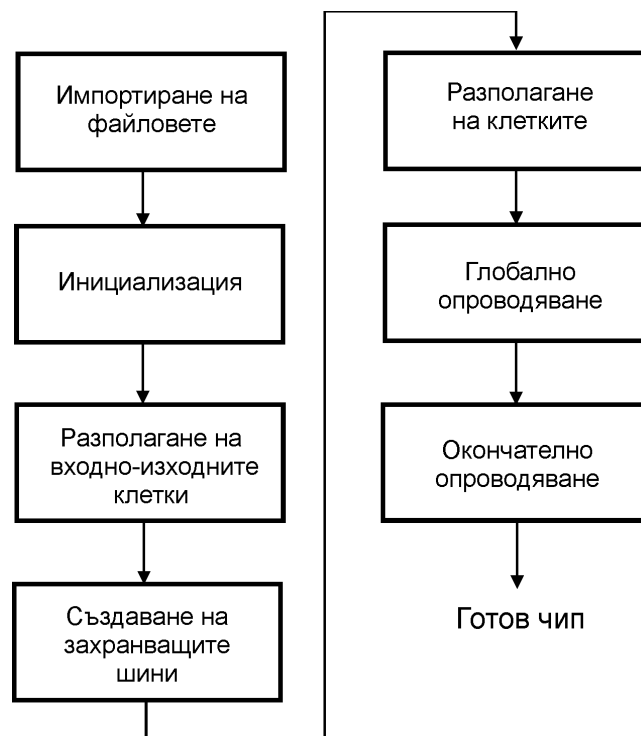 Импортиране на
файловете
Инициализация
Разполагане на
входно-изходните
клетки
Създаване на
захранващите
шини
Разполагане
на клетките
Глобално
опроводяване
Окончателно
опроводяване
Готов чип